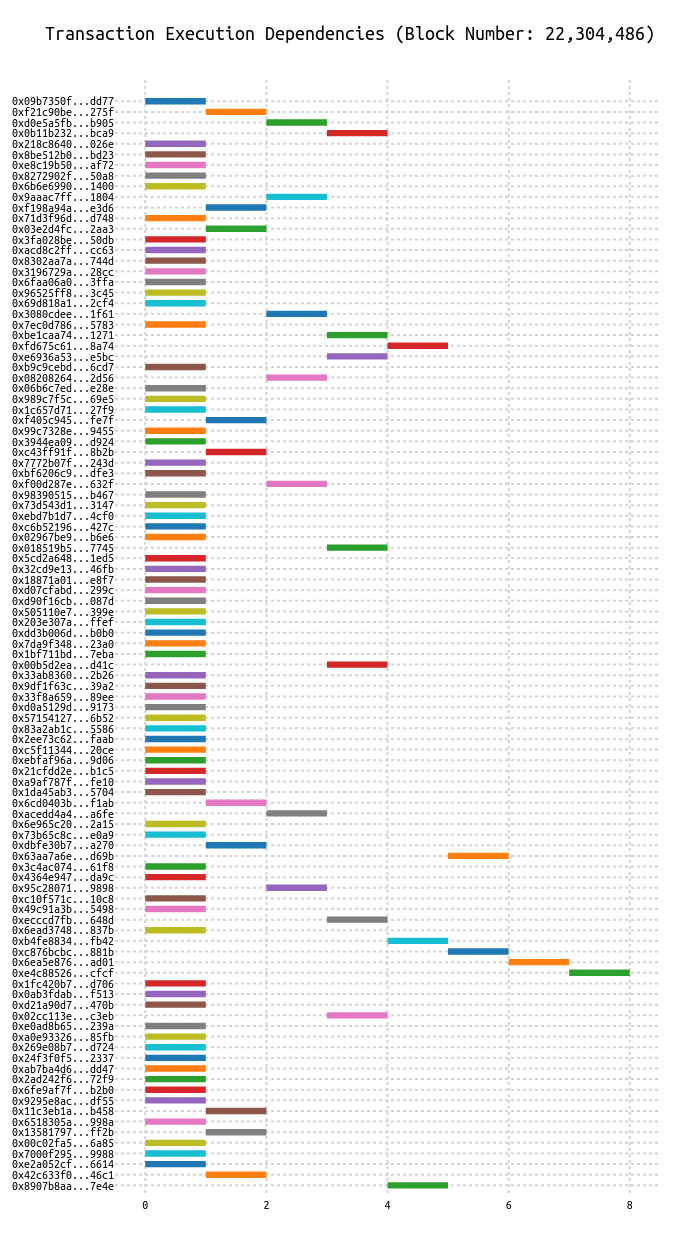 Transaction Execution Dependencies (Block Number: 22,304,486)
0x09b7350f...dd77
0xf21c90be...275f
0xd0e5a5fb...b905
0x0b11b232...bca9
0x218c8640...026e
0x8be512b0...bd23
0xe8c19b50...af72
0x8272902f...50a8
0x6b6e6990...1400
0x9aaac7ff...1804
0xf198a94a...e3d6
0x71d3f96d...d748
0x03e2d4fc...2aa3
0x3fa028be...50db
0xacd8c2ff...cc63
0x8302aa7a...744d
0x3196729a...28cc
0x6faa06a0...3ffa
0x96525ff8...3c45
0x69d818a1...2cf4
0x3080cdee...1f61
0x7ec0d786...5783
0xbe1caa74...1271
0xfd675c61...8a74
0xe6936a53...e5bc
0xb9c9cebd...6cd7
0x08208264...2d56
0x06b6c7ed...e28e
0x989c7f5c...69e5
0x1c657d71...27f9
0xf405c945...fe7f
0x99c7328e...9455
0x3944ea09...d924
0xc43ff91f...8b2b
0x7772b07f...243d
0xbf6206c9...dfe3
0xf00d287e...632f
0x98390515...b467
0x73d543d1...3147
0xebd7b1d7...4cf0
0xc6b52196...427c
0x02967be9...b6e6
0x018519b5...7745
0x5cd2a648...1ed5
0x32cd9e13...46fb
0x18871a01...e8f7
0xd07cfabd...299c
0xd90f16cb...087d
0x505110e7...399e
0x203e307a...ffef
0xdd3b006d...b0b0
0x7da9f348...23a0
0x1bf711bd...7eba
0x00b5d2ea...d41c
0x33ab8360...2b26
0x9df1f63c...39a2
0x33f8a659...89ee
0xd0a5129d...9173
0x57154127...6b52
0x83a2ab1c...5586
0x2ee73c62...faab
0xc5f11344...20ce
0xebfaf96a...9d06
0x21cfdd2e...b1c5
0xa9af787f...fe10
0x1da45ab3...5704
0x6cd0403b...f1ab
0xacedd4a4...a6fe
0x6e965c20...2a15
0x73b65c8c...e0a9
0xdbfe30b7...a270
0x63aa7a6e...d69b
0x3c4ac074...61f8
0x4364e947...da9c
0x95c28071...9898
0xc10f571c...10c8
0x49c91a3b...5498
0xecccd7fb...648d
0x6ead3748...837b
0xb4fe8834...fb42
0xc876bcbc...881b
0x6ea5e876...ad01
0xe4c88526...cfcf
0x1fc420b7...d706
0x0ab3fdab...f513
0xd21a90d7...470b
0x02cc113e...c3eb
0xe0ad8b65...239a
0xa0e93326...85fb
0x269e08b7...d724
0x24f3f0f5...2337
0xab7ba4d6...dd47
0x2ad242f6...72f9
0x6fe9af7f...b2b0
0x9295e8ac...df55
0x11c3eb1a...b458
0x6518305a...998a
0x13581797...ff2b
0x00c02fa5...6a85
0x7000f295...9988
0xe2a052cf...6614
0x42c633f0...46c1
0x8907b8aa...7e4e
0 2 4 6 8